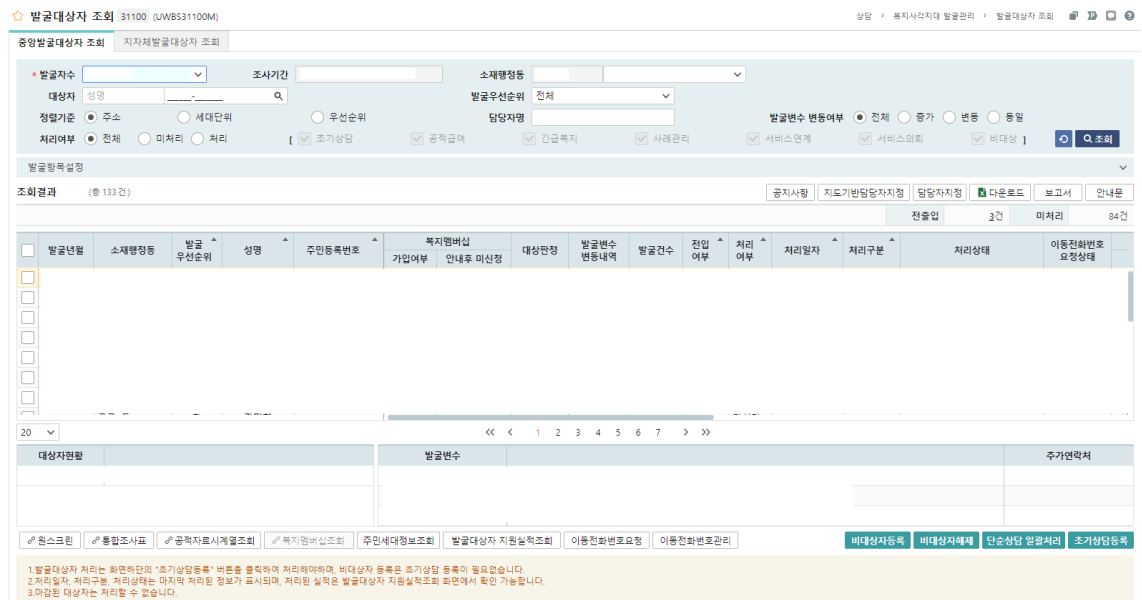 발굴대상자 조회 31100 (UWBS31100M)
상담 > 복지사각지대 발굴관리 > 발굴대상자 조회
중앙발굴대상자 조회 지자체발굴대상자 조회
* 발굴차수 조사기간 소재행정동
대상자 성명 ______-_______ 발굴우선순위 전체
정렬기준 주소 세대단위 우선순위 담당자명 발굴변수 변동여부 전체 증가 변동 동일
처리여부 전체 미처리 처리 [ 초기상담 공적급여 긴급복지 사례관리 서비스연계 서비스의뢰 비대상 ] 조회
발굴항목설정
조회결과 (총 133 건) 공지사항 지도기반담당자지정 담당자지정 다운로드 보고서 안내문
전출입 3건 미처리 84건
발굴년월 소재행정동 발굴 우선순위 성명 주민등록번호 복지멤버십 가입여부 안내후 미신청 대상판정 발굴변수 변동내역 발굴건수 전입 여부 처리 여부 처리일자 처리구분 처리상태 이동전화번호 요청상태
20 << < 1 2 3 4 5 6 7 > >>
대상자현황 발굴변수 추가연락처
원스크린 통합조사표 공적자료시계열조회 복지멤버십조회 주민세대정보조회 발굴대상자 지원실적조회 이동전화번호요청 이동전화번호관리 비대상자등록 비대상자해제 단순상담 일괄처리 초기상담등록
1.발굴대상자 처리는 화면하단의 "초기상담등록" 버튼을 클릭하여 처리해야하며, 비대상자 등록은 초기상담 등록이 필요없습니다.
2.처리일자, 처리구분, 처리상태는 마지막 처리된 정보가 표시되며, 처리된 실적은 발굴대상자 지원실적조회 화면에서 확인 가능합니다.
3.마감된 대상자는 처리할 수 없습니다.